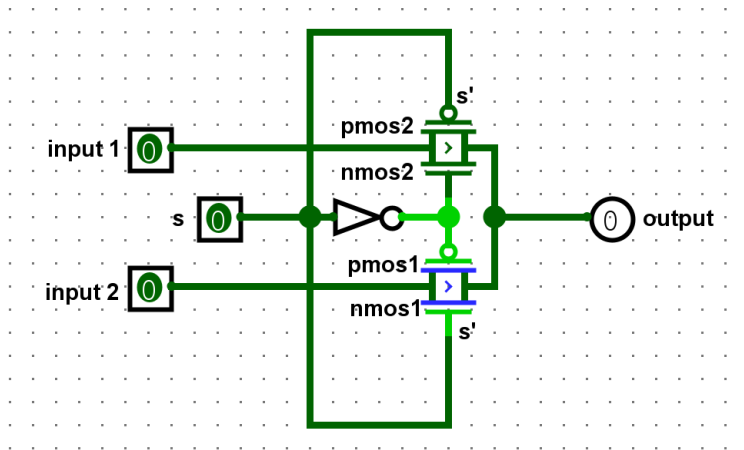 s'
pmos2
input 1
0
nmos2
s
0
0
output
pmos1
input 2
0
nmos1
s'